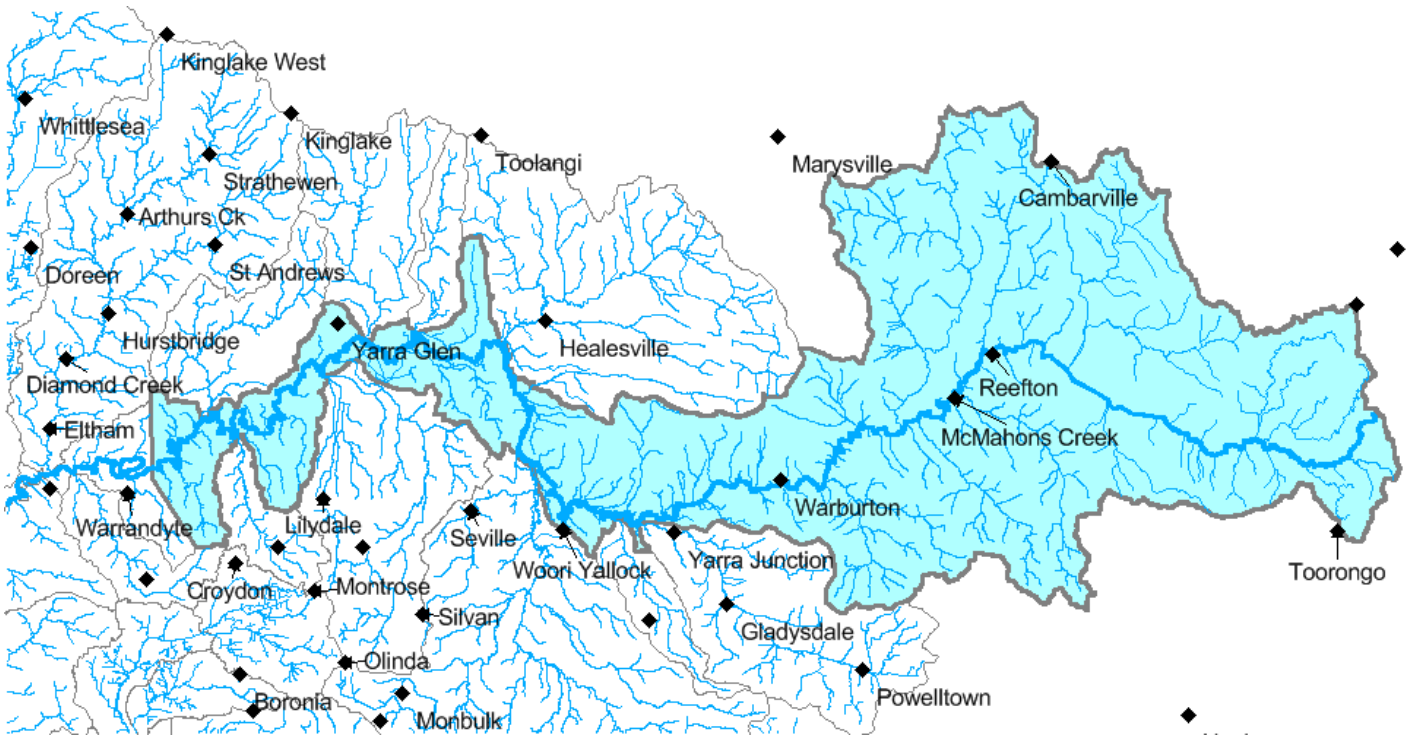 Kinglake West
Whittlesea
Kinglake
Toolangi
Marysville
Strathewen
Cambarville
Arthurs Ck
Doreen
St Andrews
Hurstbridge
Yarra Glen
Healesville
Diamond Creek
Reefton
Eltham
McMahons Creek
Warburton
Warrandyte
Lilydale
Seville
Woori Yallock
Yarra Junction
Toorongo
Croydon
Montrose
Silvan
Gladysdale
Olinda
Boronia
Monbulk
Powelltown